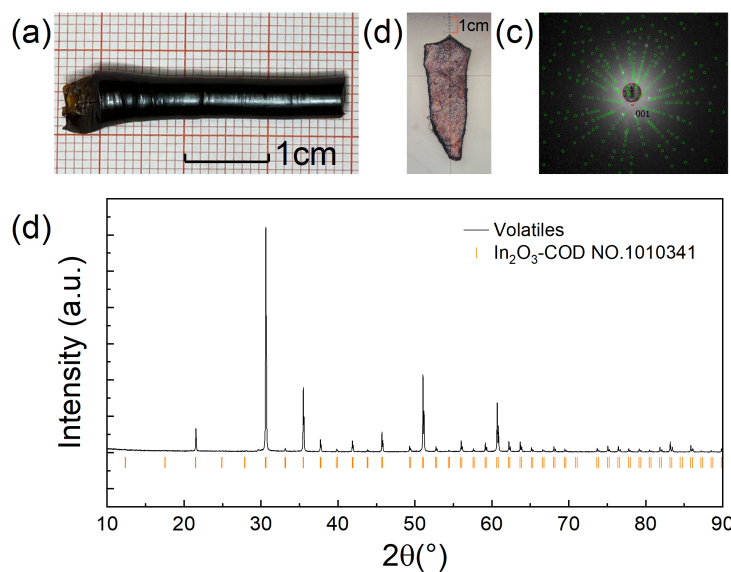 (a)
1cm
(d)
1cm
(c)
001
(d)
Volatiles
In₂O₃-COD NO.1010341
Intensity (a.u.)
10 20 30 40 50 60 70 80 90
2θ(°)